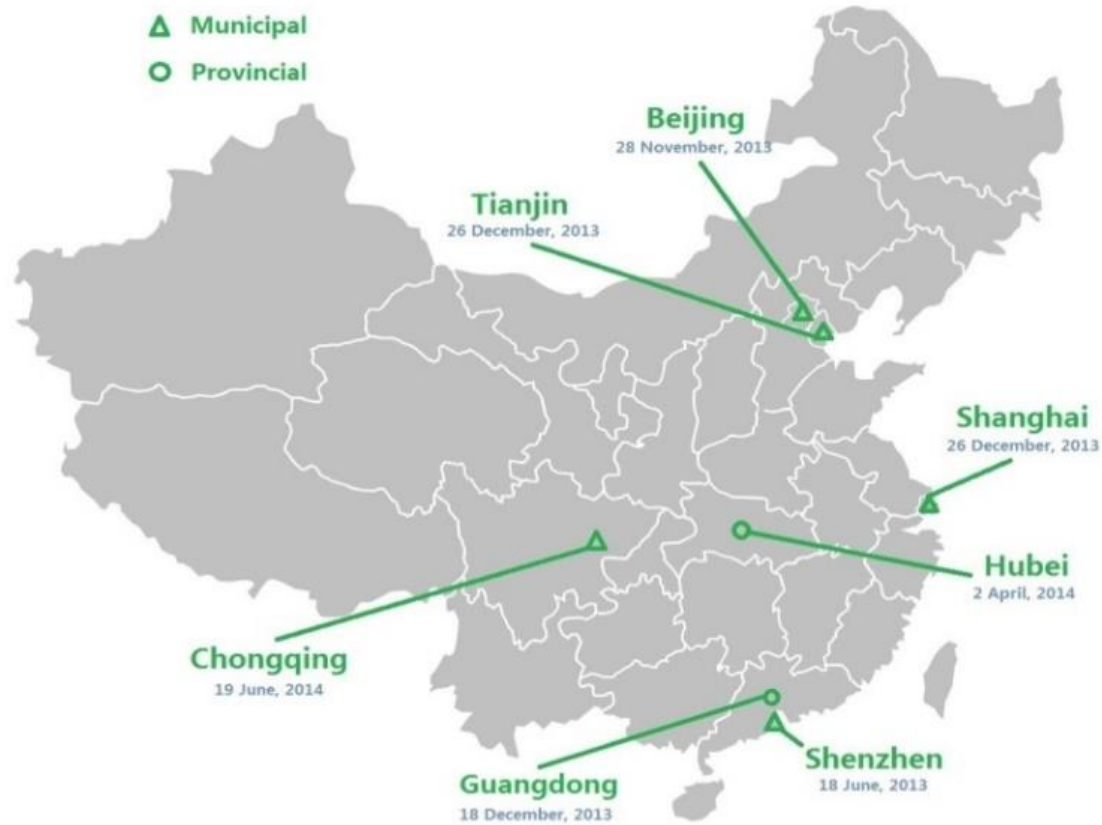 Municipal
Provincial
Beijing
28 November, 2013
Tianjin
26 December, 2013
Shanghai
26 December, 2013
Hubei
2 April, 2014
Chongqing
19 June, 2014
Shenzhen
18 June, 2013
Guangdong
18 December, 2013